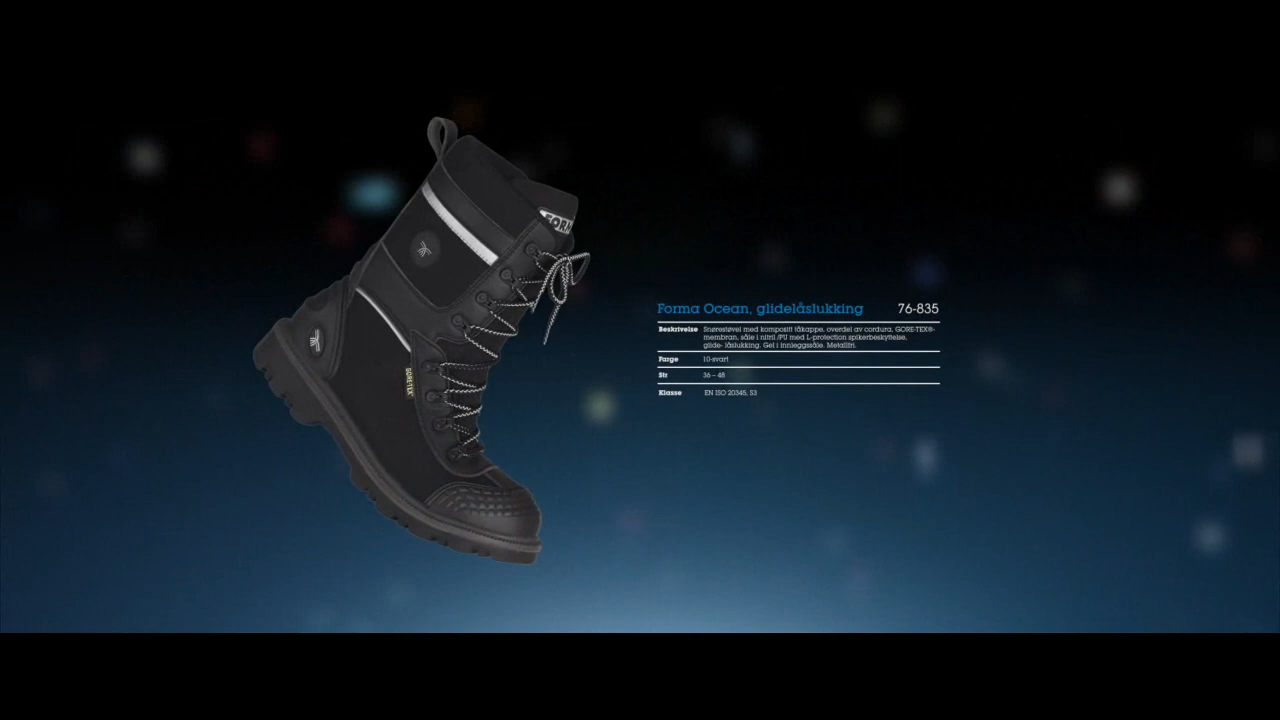 FORM
GORE-TEX
Forma Ocean, glidelåslukking 76-835
Beskrivelse Snørestøvel med kompositt tåkappe, overdel av cordura, GORE-TEX®-
membran, såle i nitril /PU med L-protection spikerbeskyttelse,
glide- låslukking. Gel i innleggssåle. Metallfri.
Farge 10-svart
Str 36 – 48
Klasse EN ISO 20345, S3